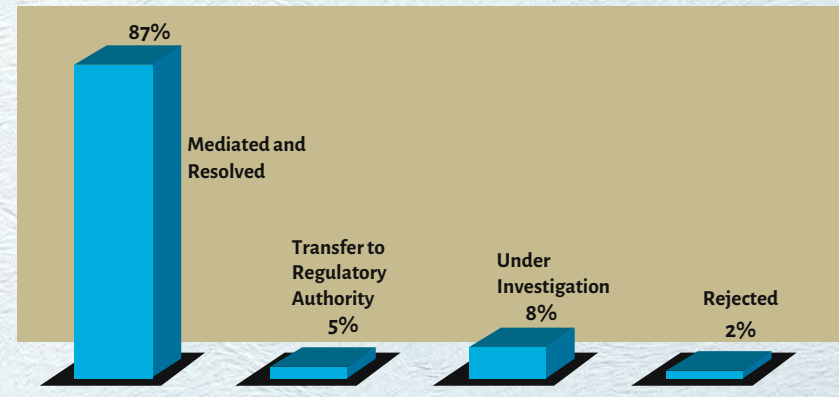 87%
Mediated and
Resolved
Transfer to
Regulatory
Authority
5%
Under
Investigation
8%
Rejected
2%